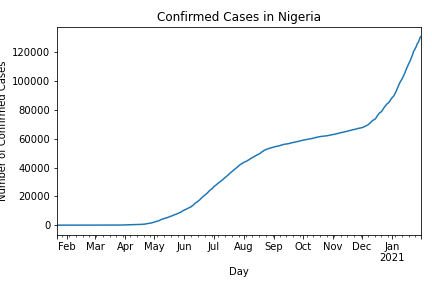 Confirmed Cases in Nigeria
Number of Confirmed Cases
120000
100000
80000
60000
40000
20000
0
Feb Mar Apr May Jun Jul Aug Sep Oct Nov Dec Jan
2021
Day